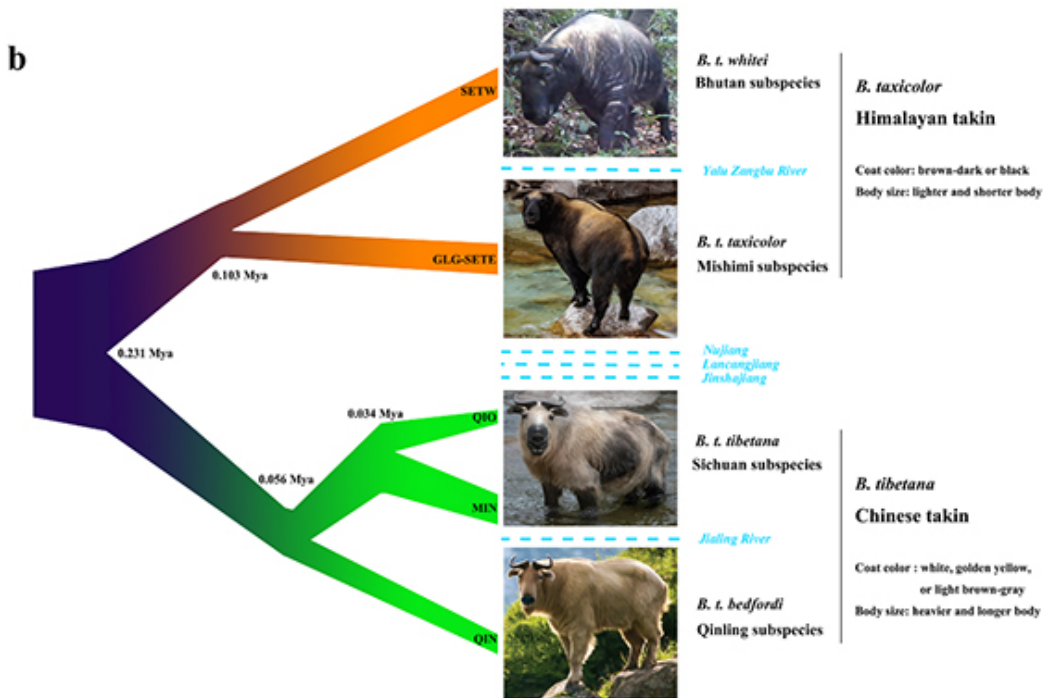 b
SETW
B. t. whitei
Bhutan subspecies
B. taxicolor
Himalayan takin
Yalu Zangbu River
Coat color: brown-dark or black
Body size: lighter and shorter body
GLG-SETE
B. t. taxicolor
Mishimi subspecies
0.103 Mya
0.231 Mya
Nujiang
Lancangjiang
Jinshajiang
0.034 Mya
QIO
B. t. tibetana
Sichuan subspecies
0.056 Mya
MIN
B. tibetana
Chinese takin
Jialing River
Coat color : white, golden yellow,
or light brown-gray
Body size: heavier and longer body
B. t. bedfordi
Qinling subspecies
QIN